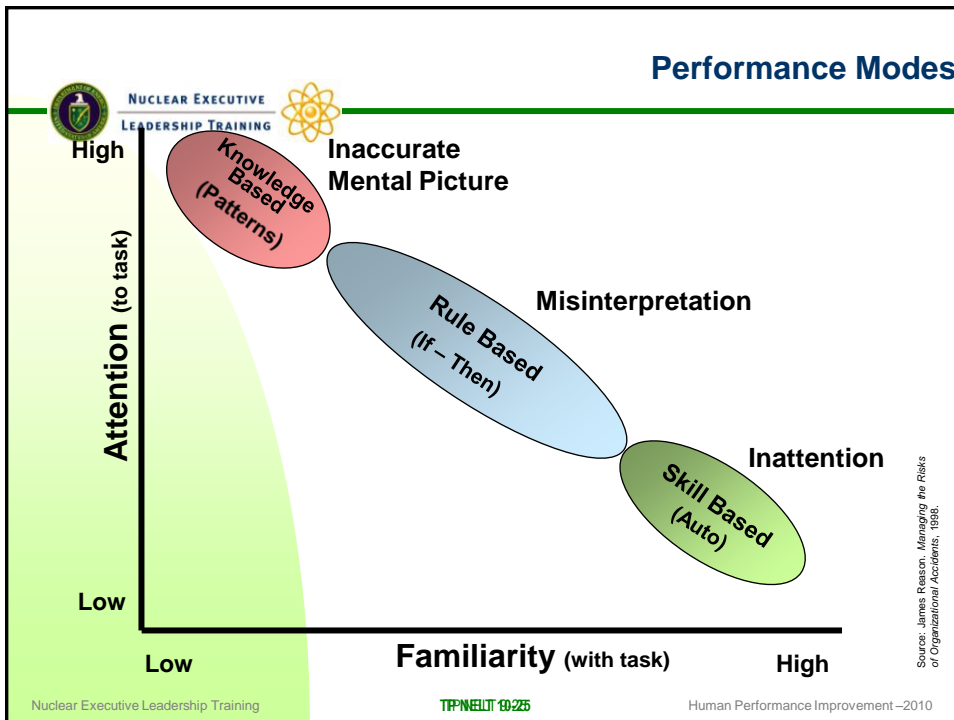 Performance Modes
NUCLEAR EXECUTIVE
LEADERSHIP TRAINING
High
Knowledge
Based
(Patterns)
Inaccurate
Mental Picture
Attention (to task)
Rule Based
(If – Then)
Misinterpretation
Skill Based
(Auto)
Inattention
Low
Low
Familiarity (with task)
High
Source: James Reason. Managing the Risks
of Organizational Accidents, 1998.
Nuclear Executive Leadership Training
Human Performance Improvement –2010